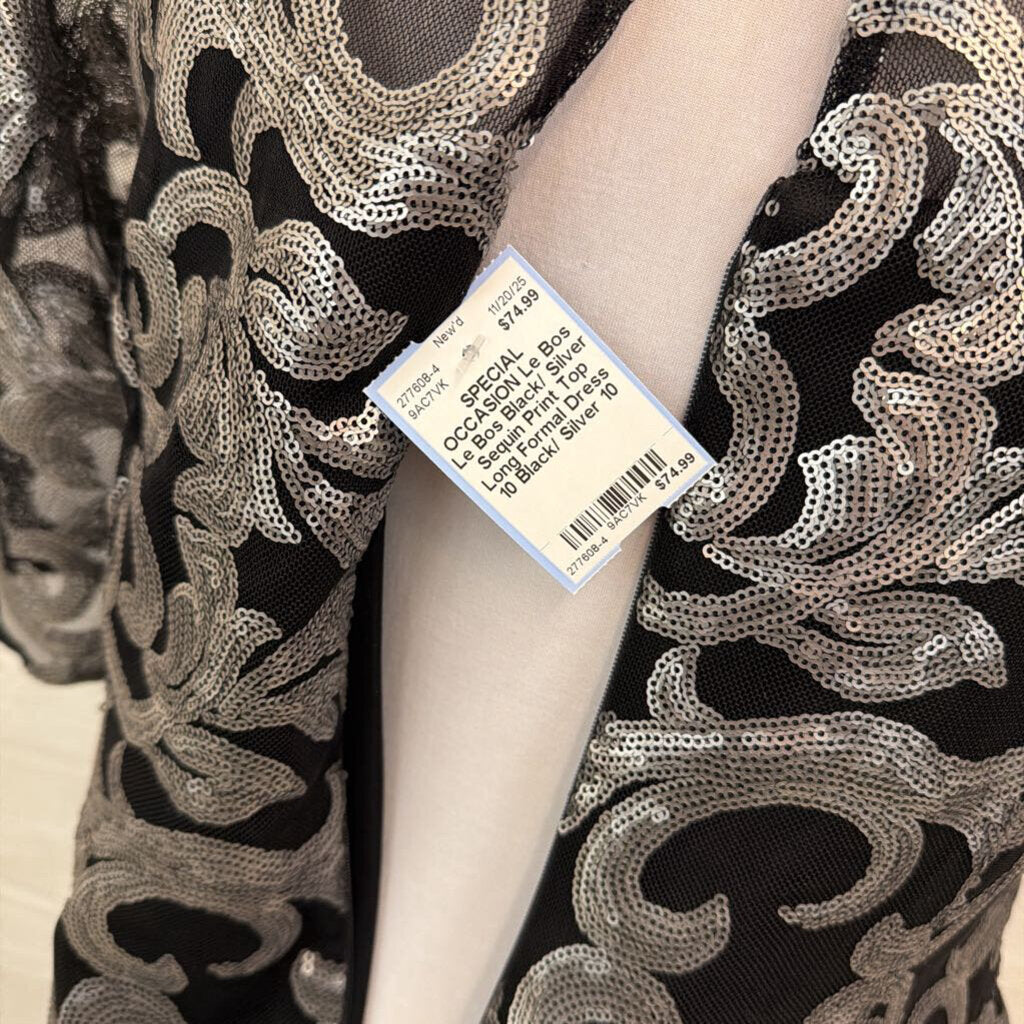 New'd 11/20/25
277608-4 $74.99
9AC7VK
SPECIAL
OCCASION Le Bos
Le Bos Black/ Silver
Sequin Print Top
Long Formal Dress
10 Black/ Silver 10
9AC7VK $74.99
277608-4